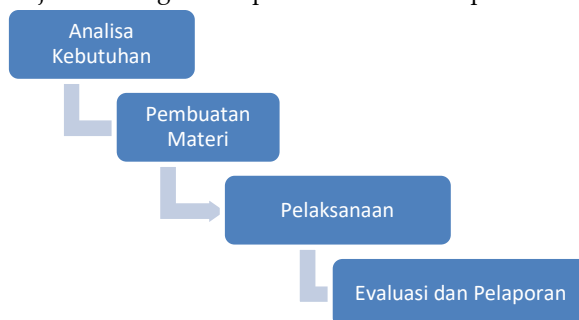 Analisa
Kebutuhan
Pembuatan
Materi
Pelaksanaan
Evaluasi dan Pelaporan